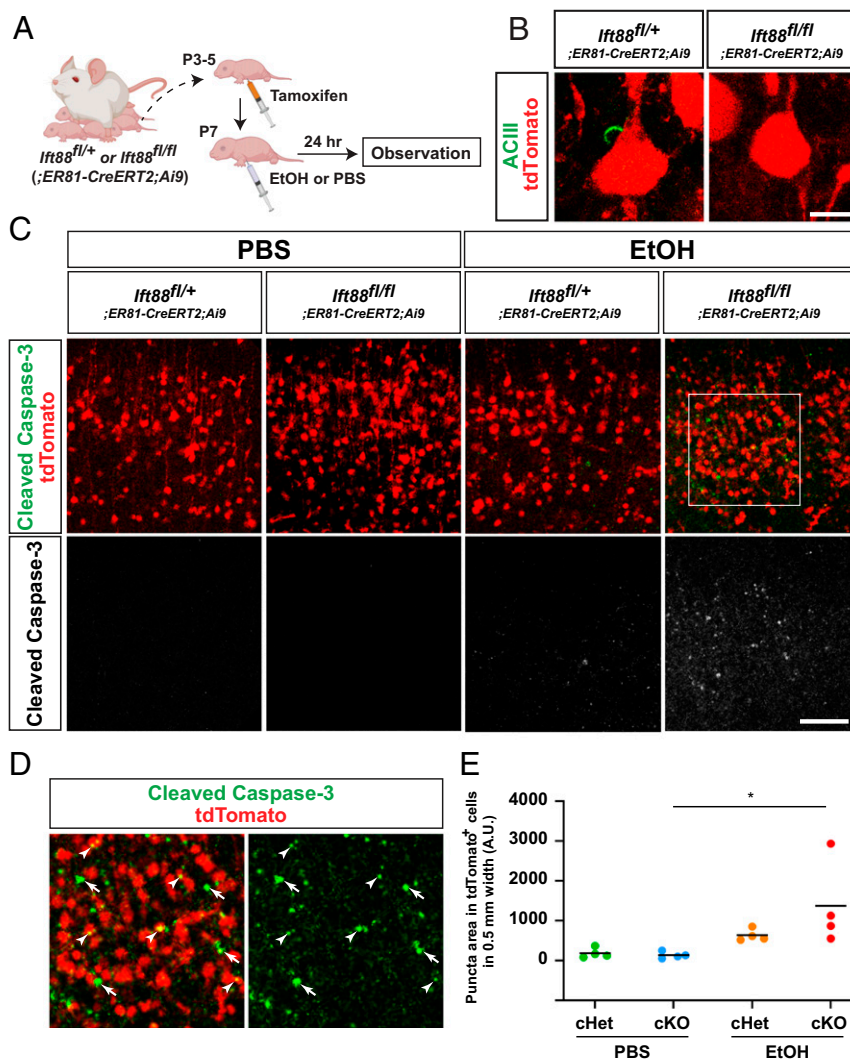 A
P3-5
Tamoxifen
P7
24 hr
Observation
EtOH or PBS
Ift88fl/+ or Ift88fl/fl
(;ER81-CreERT2;Ai9)
B
Ift88fl/+
;ER81-CreERT2;Ai9
Ift88fl/fl
;ER81-CreERT2;Ai9
ACIII
tdTomato
C
PBS
EtOH
Ift88fl/+
;ER81-CreERT2;Ai9
Ift88fl/fl
;ER81-CreERT2;Ai9
Ift88fl/+
;ER81-CreERT2;Ai9
Ift88fl/fl
;ER81-CreERT2;Ai9
Cleaved Caspase-3
tdTomato
Cleaved Caspase-3
D
Cleaved Caspase-3
tdTomato
E
Puncta area in tdTomato+ cells
in 0.5 mm width (A.U.)
4000
3000
2000
1000
0
*
cHet
cKO
cHet
cKO
PBS
EtOH